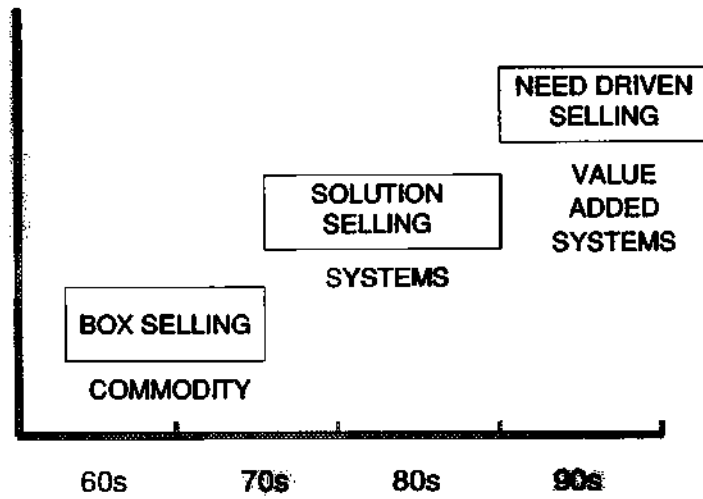 NEED DRIVEN
SELLING
VALUE
ADDED
SYSTEMS
SOLUTION
SELLING
SYSTEMS
BOX SELLING
COMMODITY
60s 70s 80s 90s